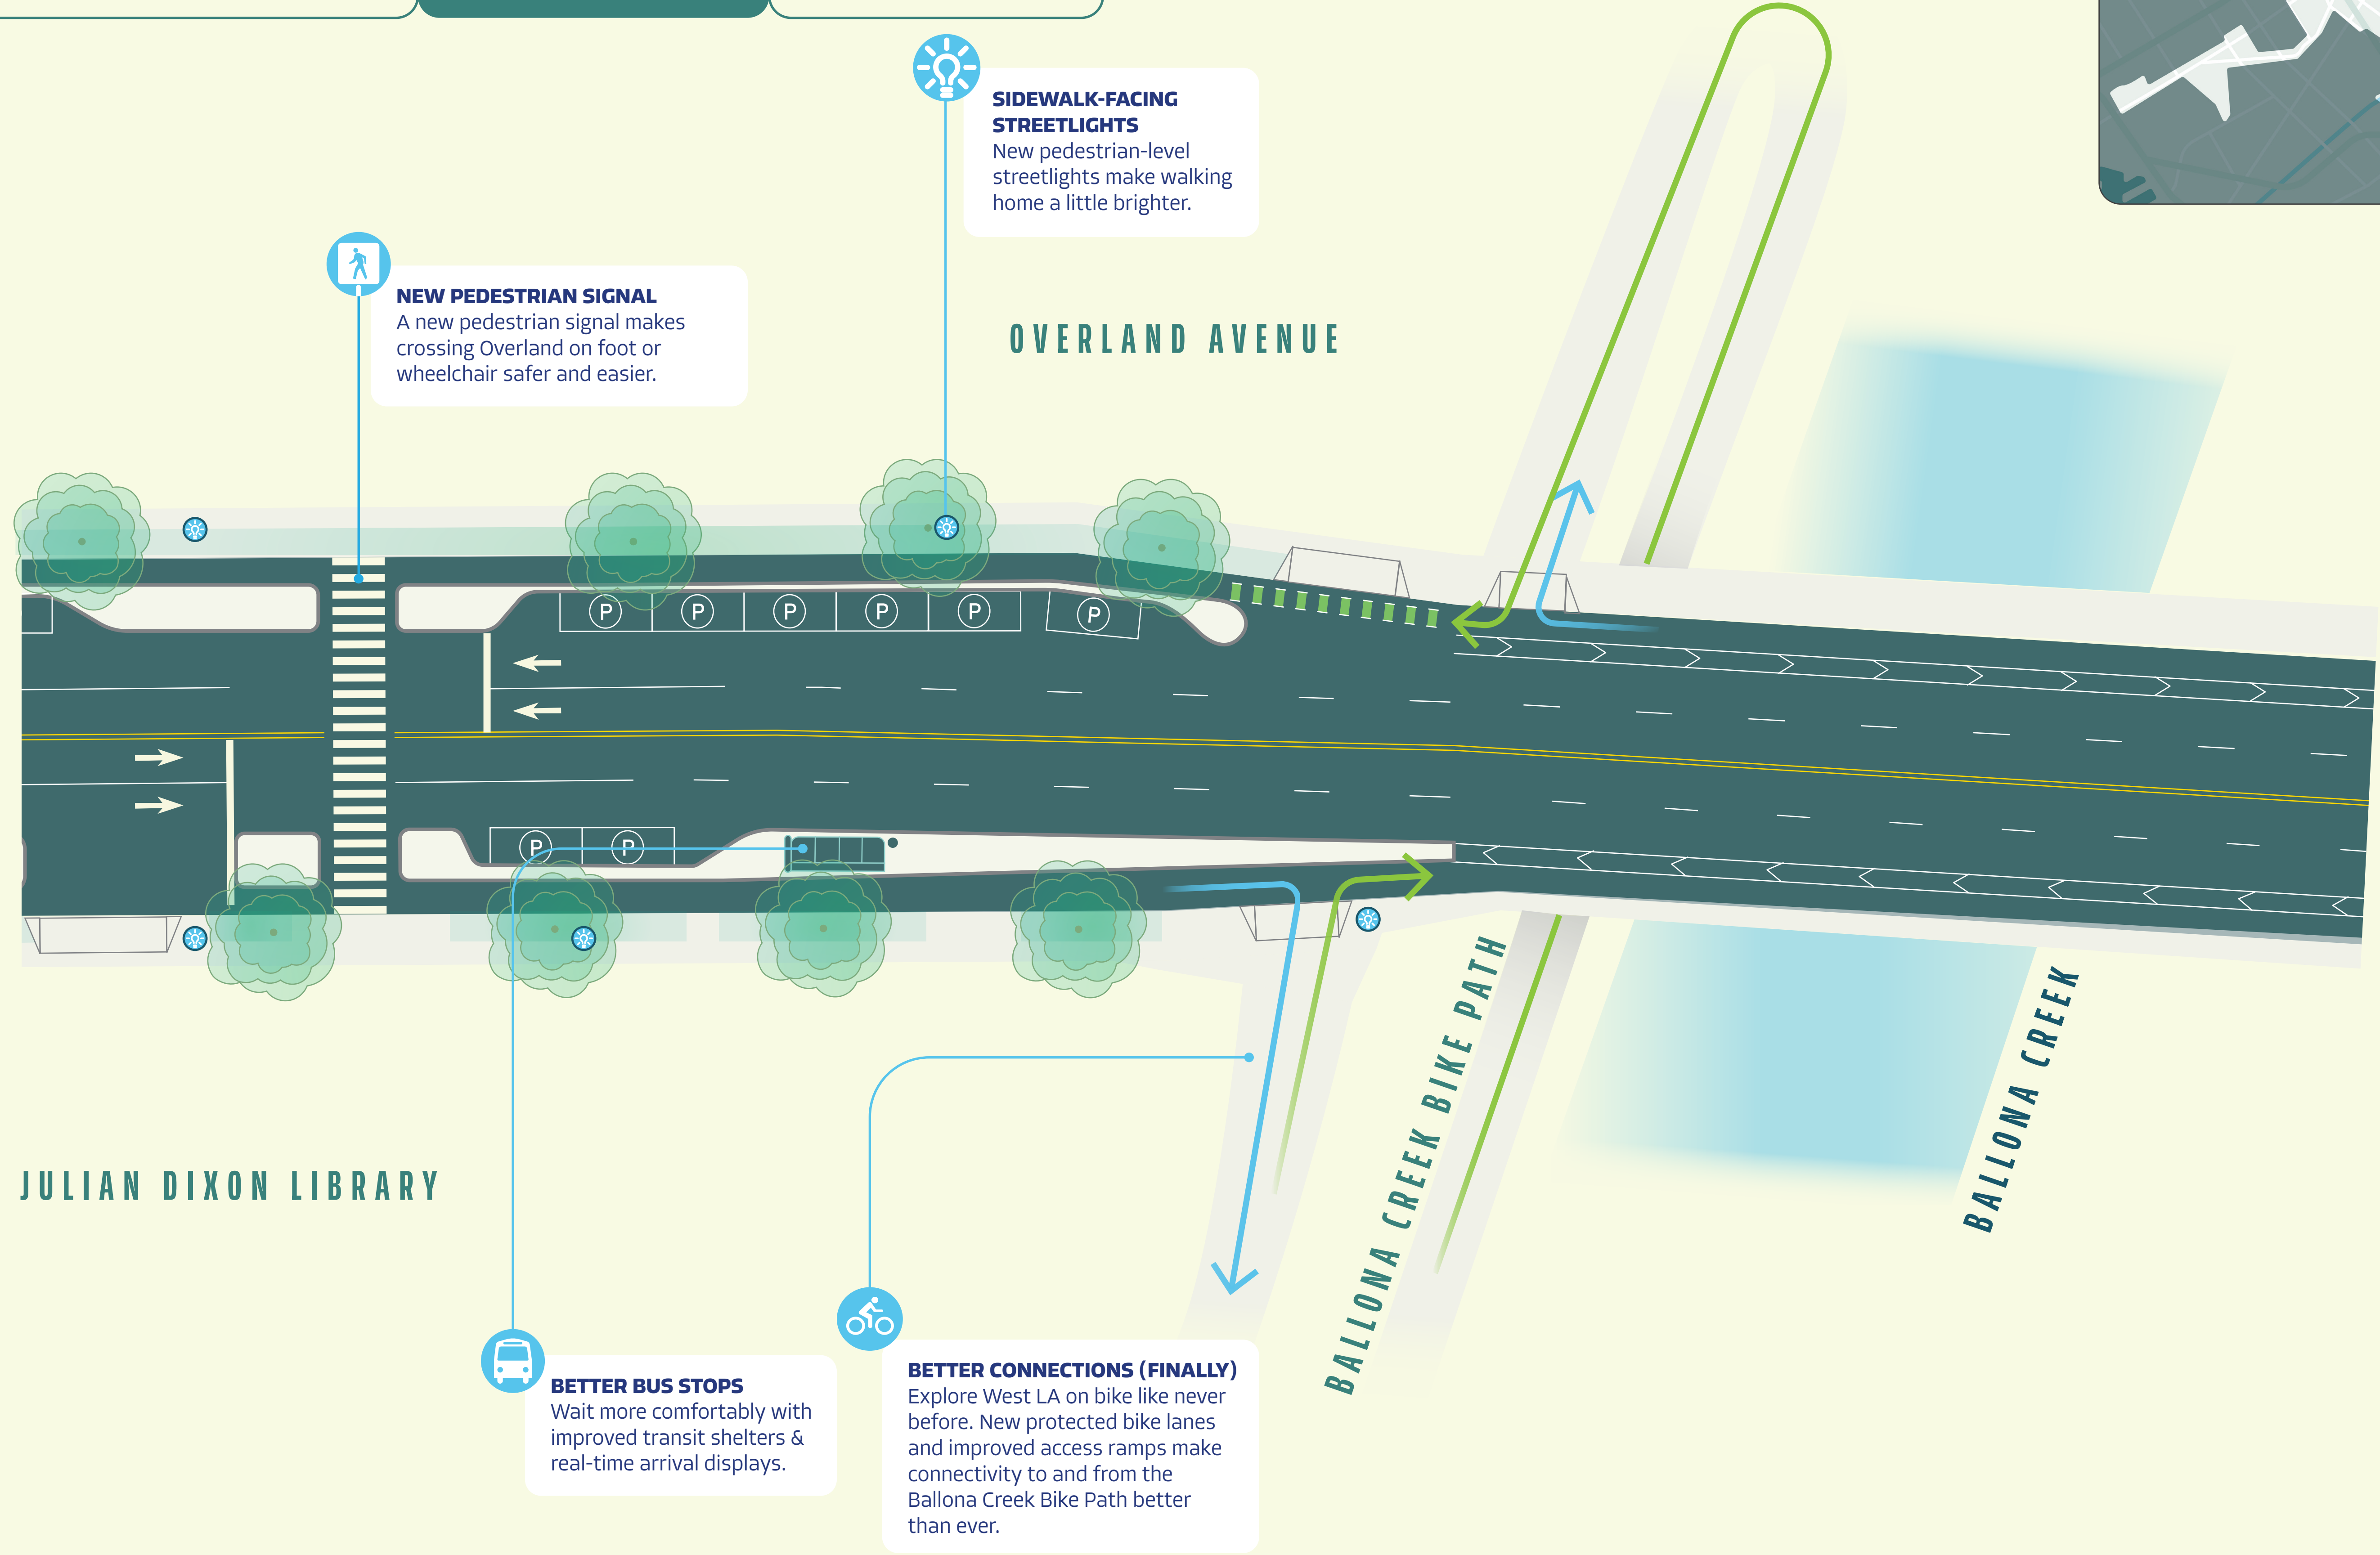 SIDEWALK-FACING
STREETLIGHTS
New pedestrian-level
streetlights make walking
home a little brighter.
NEW PEDESTRIAN SIGNAL
A new pedestrian signal makes
crossing Overland on foot or
wheelchair safer and easier.
OVERLAND AVENUE
P
P
P
P
P
P
P
P
BALLONA CREEK BIKE PATH
BALLONA CREEK
JULIAN DIXON LIBRARY
BETTER BUS STOPS
Wait more comfortably with
improved transit shelters &
real-time arrival displays.
BETTER CONNECTIONS (FINALLY)
Explore West LA on bike like never
before. New protected bike lanes
and improved access ramps make
connectivity to and from the
Ballona Creek Bike Path better
than ever.